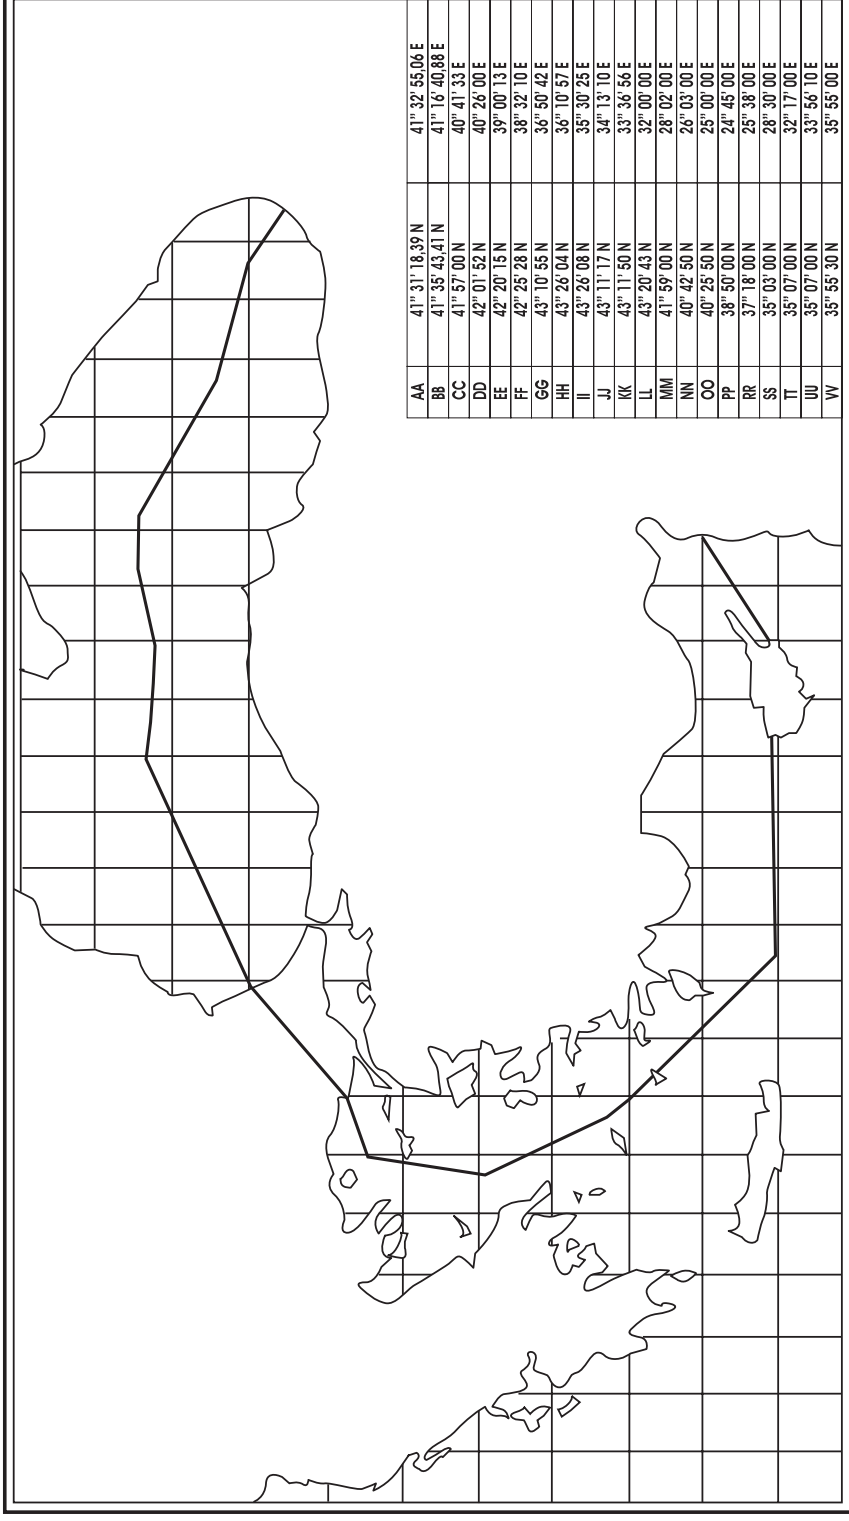 AA 41" 31' 18,39 N 41" 32' 55,06 E
BB 41" 35' 43,41 N 41" 16' 40,88 E
CC 41" 57' 00 N 40" 41' 33 E
DD 42" 01' 52 N 40" 26' 00 E
EE 42" 20' 15 N 39" 00' 13 E
FF 42" 25' 28 N 38" 32' 10 E
GG 43" 10' 55 N 36" 50' 42 E
HH 43" 26' 04 N 36" 10' 57 E
II 43" 26' 08 N 35" 30' 25 E
JJ 43" 11' 17 N 34" 13' 10 E
KK 43" 11' 50 N 33" 36' 56 E
LL 43" 20' 43 N 32" 00' 00 E
MM 41" 59' 00 N 28" 02' 00 E
NN 40" 42' 50 N 26" 03' 00 E
OO 40" 25' 50 N 25" 00' 00 E
PP 38" 50' 00 N 24" 45' 00 E
RR 37" 18' 00 N 25" 38' 00 E
SS 35" 03' 00 N 28" 30' 00 E
TT 35" 07' 00 N 32" 17' 00 E
UU 35" 07' 00 N 33" 56' 10 E
VV 35" 55' 30 N 35" 55' 00 E